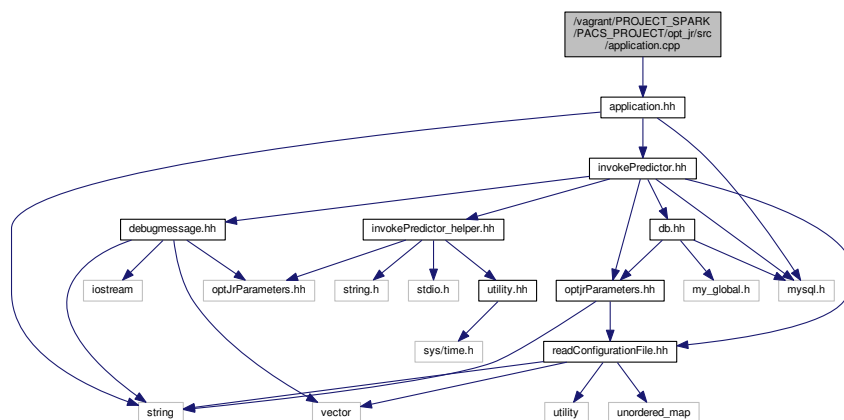 /vagrant/PROJECT_SPARK
/PACS_PROJECT/opt_jr/src
/application.cpp
application.hh
invokePredictor.hh
debugmessage.hh
invokePredictor_helper.hh
db.hh
iostream
optJrParameters.hh
string.h
stdio.h
utility.hh
optjrParameters.hh
my_global.h
mysql.h
sys/time.h
readConfigurationFile.hh
string
vector
utility
unordered_map